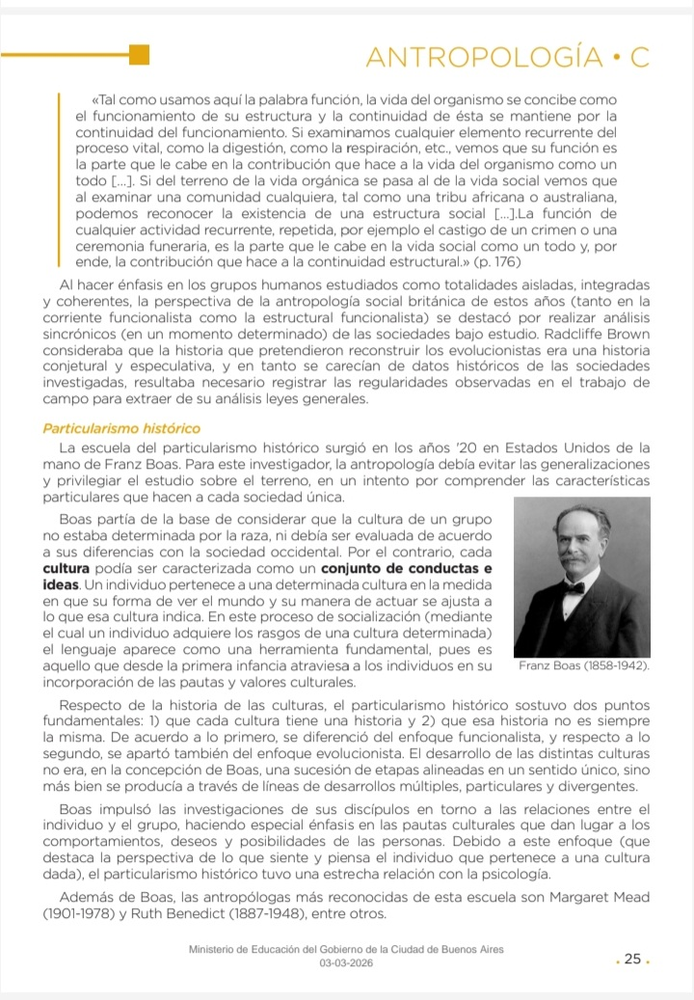 ANTROPOLOGÍA • C
«Tal como usamos aquí la palabra función, la vida del organismo se concibe como
el funcionamiento de su estructura y la continuidad de ésta se mantiene por la
continuidad del funcionamiento. Si examinamos cualquier elemento recurrente del
proceso vital, como la digestión, como la respiración, etc., vemos que su función es
la parte que le cabe en la contribución que hace a la vida del organismo como un
todo [...]. Si del terreno de la vida orgánica se pasa al de la vida social vemos que
al examinar una comunidad cualquiera, tal como una tribu africana o australiana,
podemos reconocer la existencia de una estructura social [...].La función de
cualquier actividad recurrente, repetida, por ejemplo el castigo de un crimen o una
ceremonia funeraria, es la parte que le cabe en la vida social como un todo y, por
ende, la contribución que hace a la continuidad estructural.» (p. 176)
Al hacer énfasis en los grupos humanos estudiados como totalidades aisladas, integradas
y coherentes, la perspectiva de la antropología social británica de estos años (tanto en la
corriente funcionalista como la estructural funcionalista) se destacó por realizar análisis
sincrónicos (en un momento determinado) de las sociedades bajo estudio. Radcliffe Brown
consideraba que la historia que pretendieron reconstruir los evolucionistas era una historia
conjetural y especulativa, y en tanto se carecían de datos históricos de las sociedades
investigadas, resultaba necesario registrar las regularidades observadas en el trabajo de
campo para extraer de su análisis leyes generales.
Particularismo histórico
La escuela del particularismo histórico surgió en los años '20 en Estados Unidos de la
mano de Franz Boas. Para este investigador, la antropología debía evitar las generalizaciones
y privilegiar el estudio sobre el terreno, en un intento por comprender las características
particulares que hacen a cada sociedad única.
Boas partía de la base de considerar que la cultura de un grupo
no estaba determinada por la raza, ni debía ser evaluada de acuerdo
a sus diferencias con la sociedad occidental. Por el contrario, cada
cultura podía ser caracterizada como un conjunto de conductas e
ideas. Un individuo pertenece a una determinada cultura en la medida
en que su forma de ver el mundo y su manera de actuar se ajusta a
lo que esa cultura indica. En este proceso de socialización (mediante
el cual un individuo adquiere los rasgos de una cultura determinada)
el lenguaje aparece como una herramienta fundamental, pues es
aquello que desde la primera infancia atraviesa a los individuos en su
incorporación de las pautas y valores culturales.
Franz Boas (1858-1942).
Respecto de la historia de las culturas, el particularismo histórico sostuvo dos puntos
fundamentales: 1) que cada cultura tiene una historia y 2) que esa historia no es siempre
la misma. De acuerdo a lo primero, se diferenció del enfoque funcionalista, y respecto a lo
segundo, se apartó también del enfoque evolucionista. El desarrollo de las distintas culturas
no era, en la concepción de Boas, una sucesión de etapas alineadas en un sentido único, sino
más bien se producía a través de líneas de desarrollos múltiples, particulares y divergentes.
Boas impulsó las investigaciones de sus discípulos en torno a las relaciones entre el
individuo y el grupo, haciendo especial énfasis en las pautas culturales que dan lugar a los
comportamientos, deseos y posibilidades de las personas. Debido a este enfoque (que
destaca la perspectiva de lo que siente y piensa el individuo que pertenece a una cultura
dada), el particularismo histórico tuvo una estrecha relación con la psicología.
Además de Boas, las antropólogas más reconocidas de esta escuela son Margaret Mead
(1901-1978) y Ruth Benedict (1887-1948), entre otros.
Ministerio de Educación del Gobierno de la Ciudad de Buenos Aires
03-03-2026
• 25 •